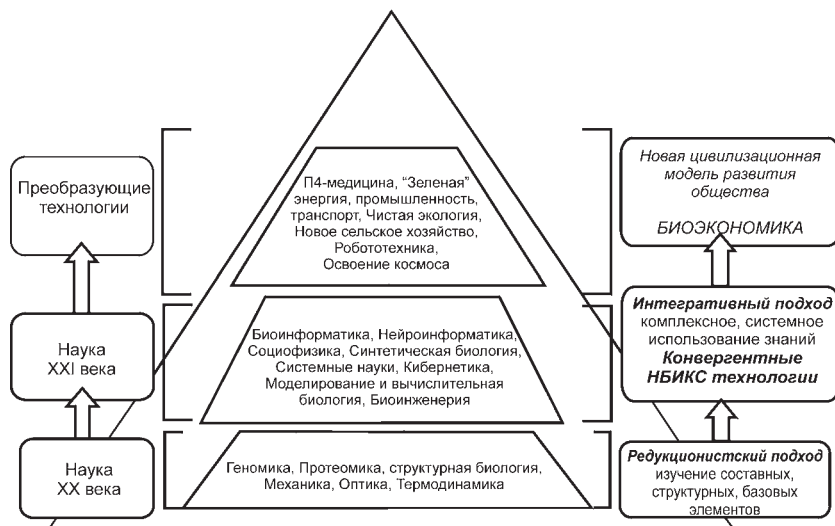 Преобразующие
технологии
Наука
XXI века
Наука
XX века
П4-медицина, "Зеленая"
энергия, промышленность,
транспорт, Чистая экология,
Новое сельское хозяйство,
Робототехника,
Освоение космоса
Биоинформатика, Нейроинформатика,
Социофизика, Синтетическая биология,
Системные науки, Кибернетика,
Моделирование и вычислительная
биология, Биоинженерия
Геномика, Протеомика, структурная биология,
Механика, Оптика, Термодинамика
Новая цивилизационная
модель развития
общества
БИОЭКОНОМИКА
Интегративный подход
комплексное, системное
использование знаний
Конвергентные
НБИКС технологии
Редукционистский подход
изучение составных,
структурных, базовых
элементов